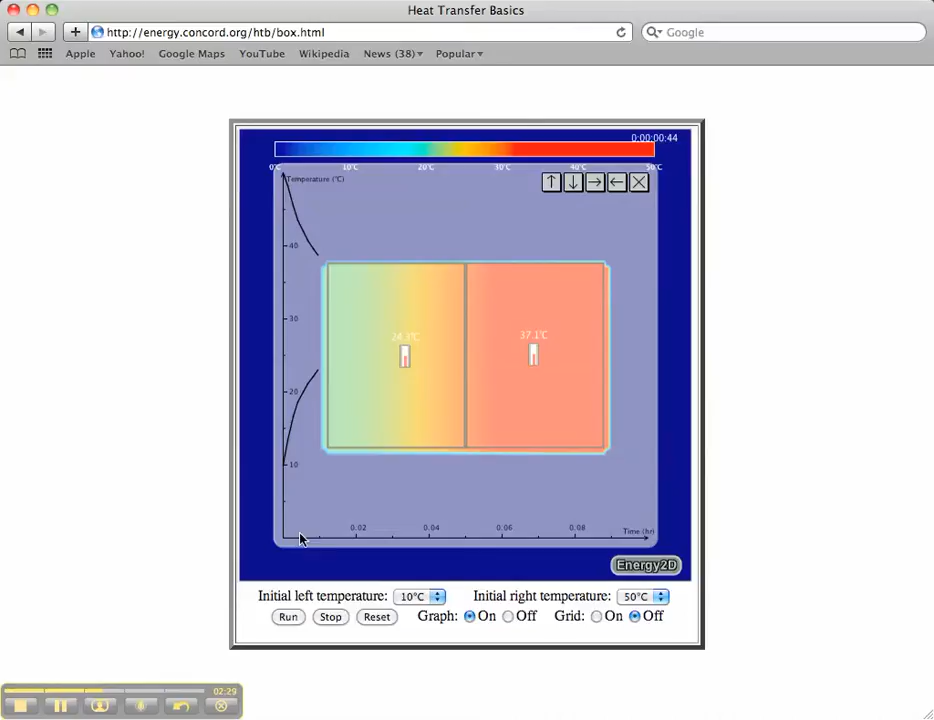 Heat Transfer Basics
http://energy.concord.org/htb/box.html
Google
Apple Yahoo! Google Maps YouTube Wikipedia News (38) Popular
0:00:00:44
0°C 10°C 20°C 30°C 40°C 50°C
Temperature (°C)
40
24.3°C 37.1°C
30
20
10
0.02 0.04 0.06 0.08 Time (hr)
Energy2D
Initial left temperature: 10°C Initial right temperature: 50°C
Run Stop Reset Graph: On Off Grid: On Off
02:29